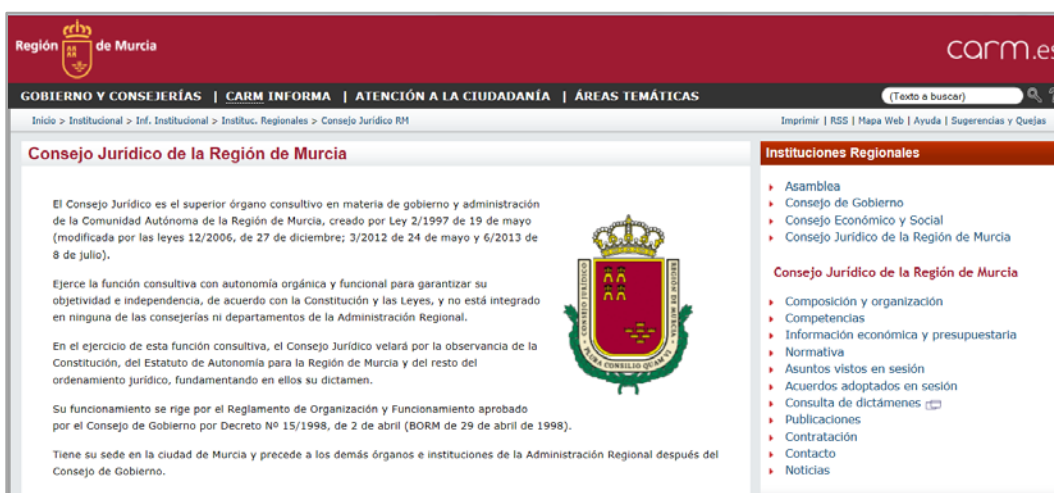 Región de Murcia
carm.es
GOBIERNO Y CONSEJERÍAS | CARM INFORMA | ATENCIÓN A LA CIUDADANÍA | ÁREAS TEMÁTICAS
(Texto a buscar)
Inicio > Institucional > Inf. Institucional > Instituc. Regionales > Consejo Jurídico RM
Imprimir | RSS | Mapa Web | Ayuda | Sugerencias y Quejas
Consejo Jurídico de la Región de Murcia
El Consejo Jurídico es el superior órgano consultivo en materia de gobierno y administración
de la Comunidad Autónoma de la Región de Murcia, creado por Ley 2/1997 de 19 de mayo
(modificada por las leyes 12/2006, de 27 de diciembre; 3/2012 de 24 de mayo y 6/2013 de
8 de julio).
Ejerce la función consultiva con autonomía orgánica y funcional para garantizar su
objetividad e independencia, de acuerdo con la Constitución y las Leyes, y no está integrado
en ninguna de las consejerías ni departamentos de la Administración Regional.
En el ejercicio de esta función consultiva, el Consejo Jurídico velará por la observancia de la
Constitución, del Estatuto de Autonomía para la Región de Murcia y del resto del
ordenamiento jurídico, fundamentando en ellos su dictamen.
Su funcionamiento se rige por el Reglamento de Organización y Funcionamiento aprobado
por el Consejo de Gobierno por Decreto Nº 15/1998, de 2 de abril (BORM de 29 de abril de 1998).
Tiene su sede en la ciudad de Murcia y precede a los demás órganos e instituciones de la Administración Regional después del
Consejo de Gobierno.
CONSEJO JURIDICO
REGION DE MURCIA
PLURA CONSILIO QUAM VI
Instituciones Regionales
Asamblea
Consejo de Gobierno
Consejo Económico y Social
Consejo Jurídico de la Región de Murcia
Consejo Jurídico de la Región de Murcia
Composición y organización
Competencias
Información económica y presupuestaria
Normativa
Asuntos vistos en sesión
Acuerdos adoptados en sesión
Consulta de dictámenes
Publicaciones
Contratación
Contacto
Noticias